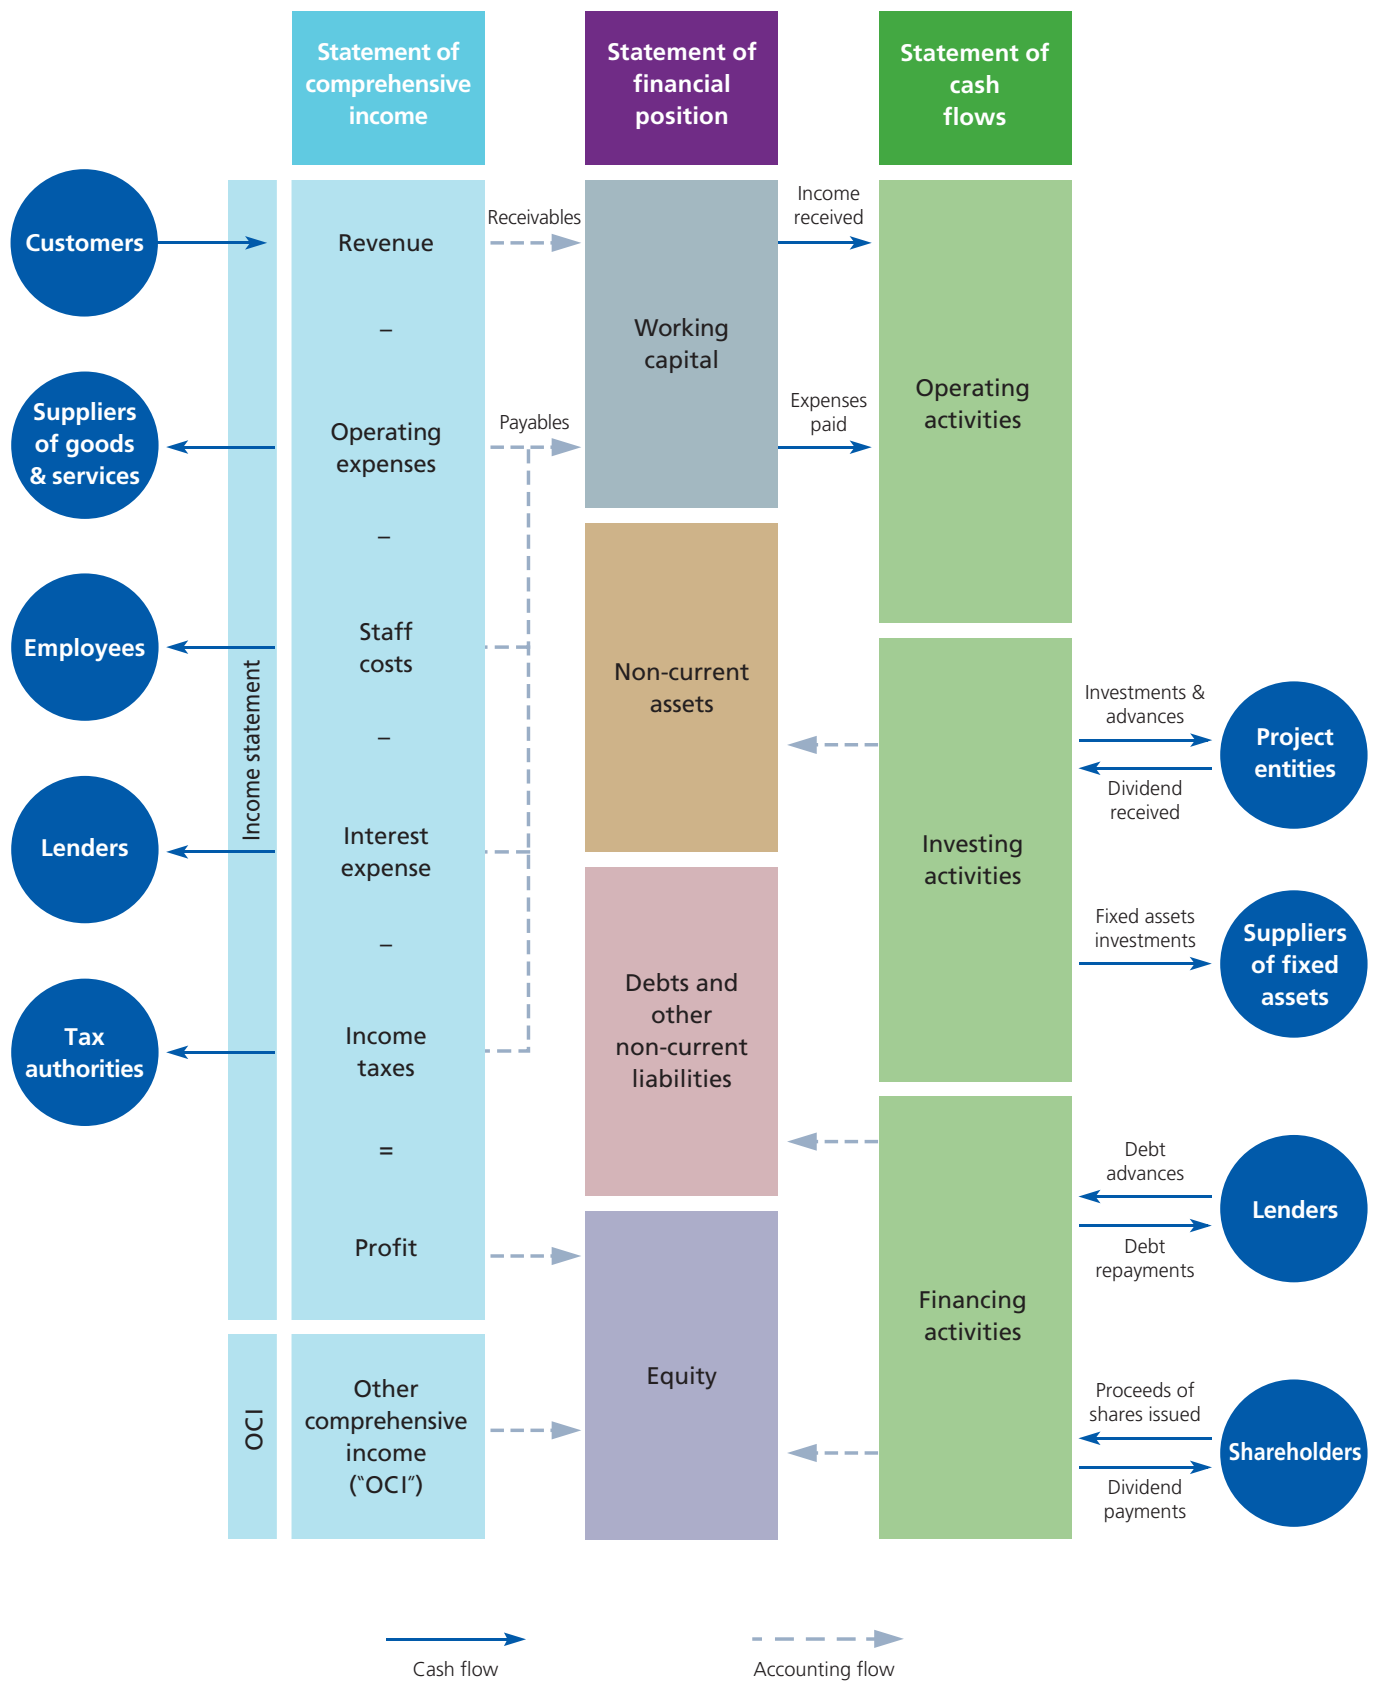 Statement of
comprehensive
income
Statement of
financial
position
Statement of
cash
flows
Customers
Suppliers
of goods
& services
Employees
Lenders
Tax
authorities
Income statement
OCI
Revenue
–
Operating
expenses
–
Staff
costs
–
Interest
expense
–
Income
taxes
=
Profit
Other
comprehensive
income
(“OCI”)
Receivables
Payables
Working
capital
Non-current
assets
Debts and
other
non-current
liabilities
Equity
Income
received
Expenses
paid
Operating
activities
Investing
activities
Financing
activities
Investments &
advances
Dividend
received
Project
entities
Fixed assets
investments
Suppliers
of fixed
assets
Debt
advances
Debt
repayments
Lenders
Proceeds of
shares issued
Dividend
payments
Shareholders
Cash flow
Accounting flow